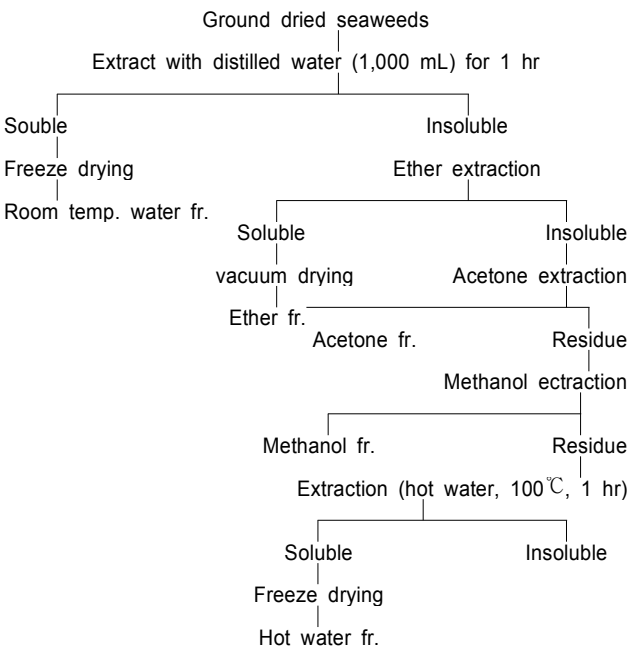 Ground dried seaweeds
Extract with distilled water (1,000 mL) for 1 hr
Souble
Insoluble
Freeze drying
Ether extraction
Room temp. water fr.
Soluble
Insoluble
vacuum drying
Acetone extraction
Ether fr.
Acetone fr.
Residue
Methanol ectraction
Methanol fr.
Residue
Extraction (hot water, 100℃, 1 hr)
Soluble
Insoluble
Freeze drying
Hot water fr.